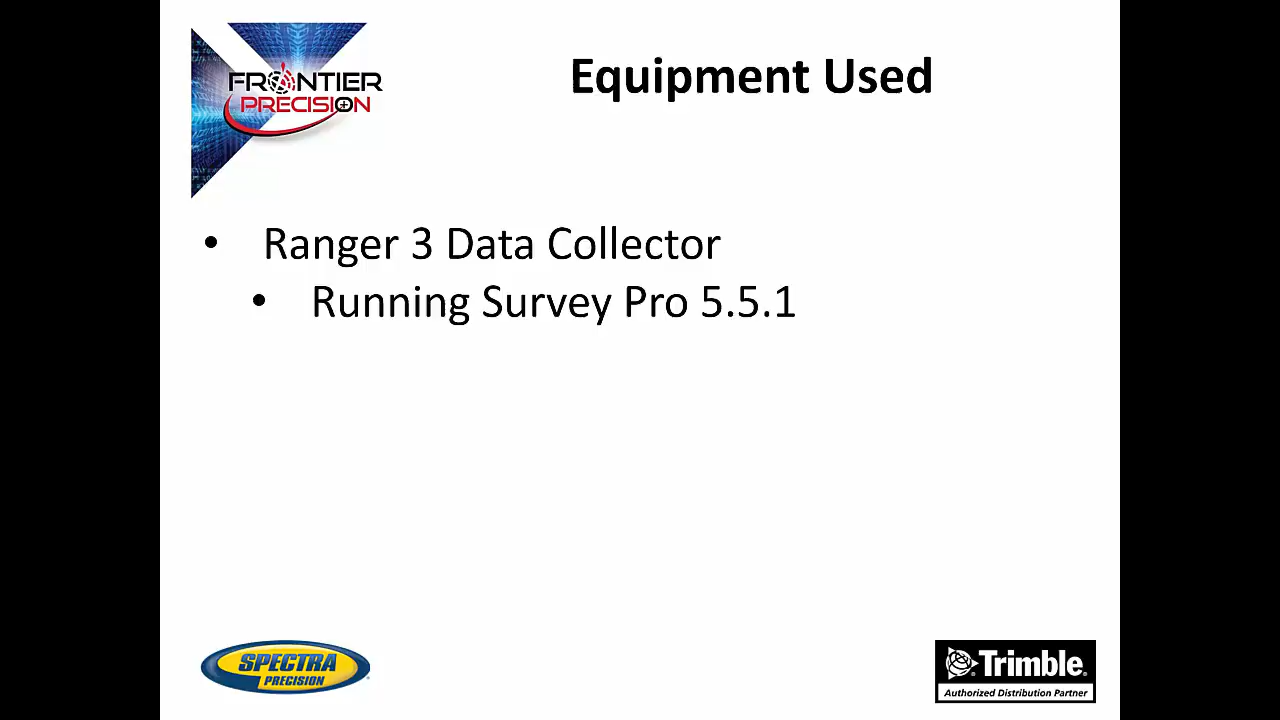 FRONTIER
PRECISION
Equipment Used
• Ranger 3 Data Collector
• Running Survey Pro 5.5.1
SPECTRA
PRECISION
Trimble.
Authorized Distribution Partner